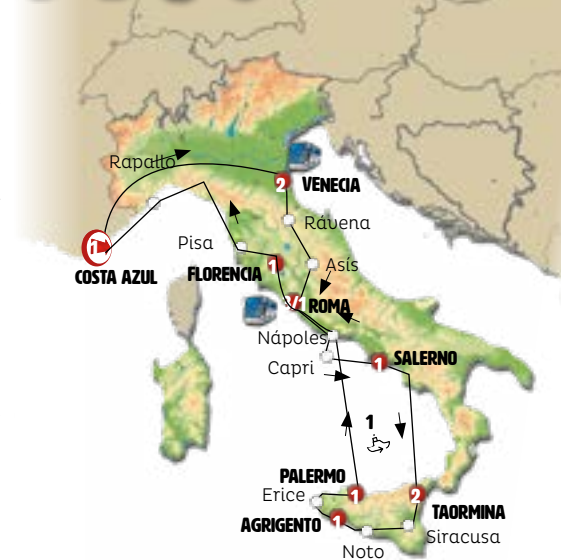 Rapallo
2 VENECIA
Rávena
Pisa
Asís
COSTA AZUL
FLORENCIA 1
/1 ROMA
Nápoles
Capri
1 SALERNO
1
PALERMO 1
2 TAORMINA
Erice
AGRIGENTO 1
Siracusa
Noto